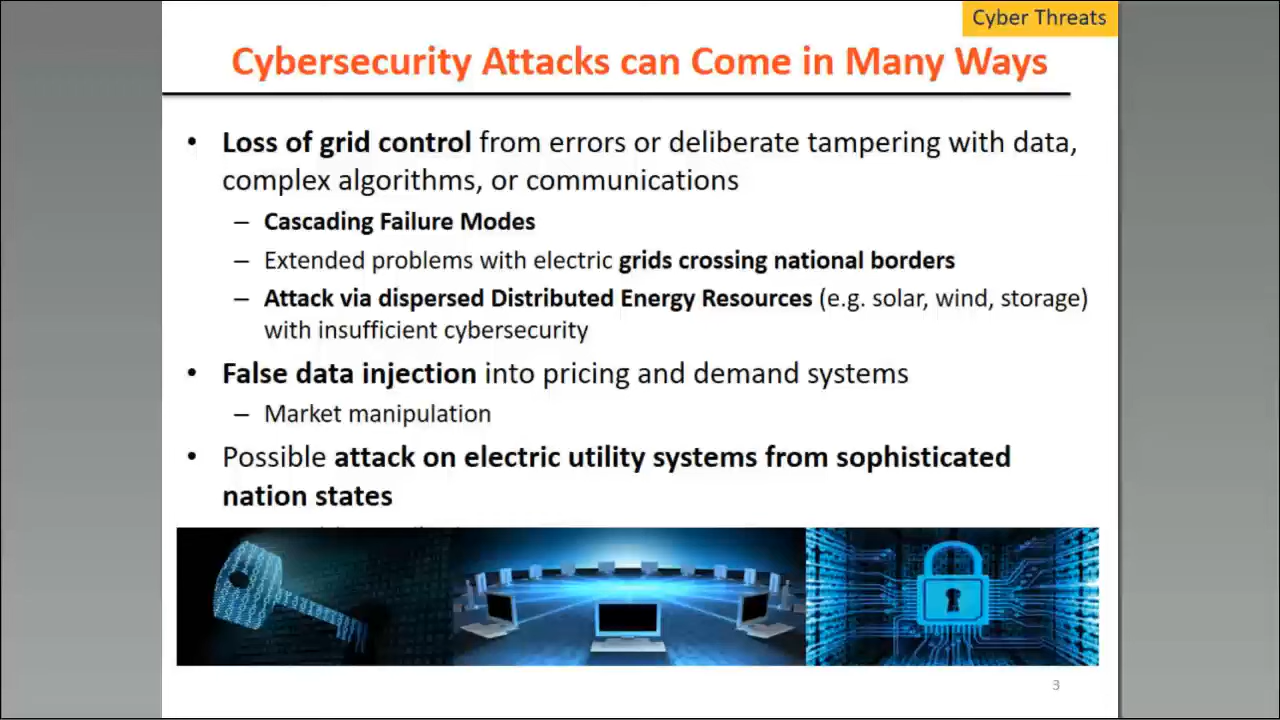 Cyber Threats
Cybersecurity Attacks can Come in Many Ways
• Loss of grid control from errors or deliberate tampering with data,
complex algorithms, or communications
– Cascading Failure Modes
– Extended problems with electric grids crossing national borders
– Attack via dispersed Distributed Energy Resources (e.g. solar, wind, storage)
with insufficient cybersecurity
• False data injection into pricing and demand systems
– Market manipulation
• Possible attack on electric utility systems from sophisticated
nation states
3